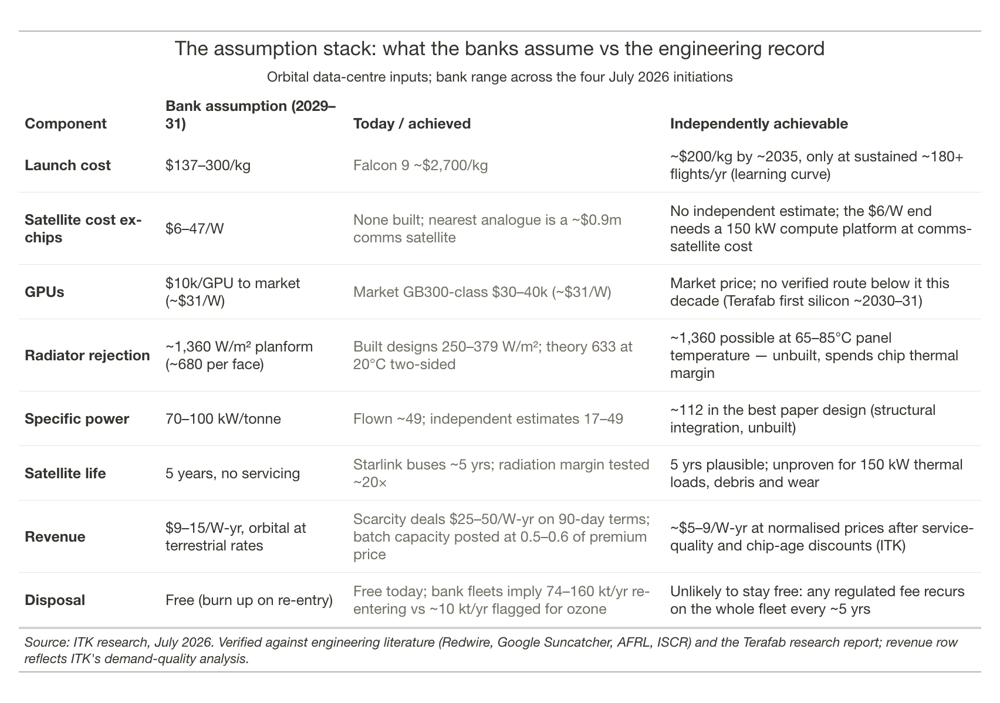 The assumption stack: what the banks assume vs the engineering record
Orbital data-centre inputs; bank range across the four July 2026 initiations
Component
Bank assumption (2029–
31)
Today / achieved
Independently achievable
Launch cost
$137–300/kg
Falcon 9 ~$2,700/kg
~$200/kg by ~2035, only at sustained ~180+
flights/yr (learning curve)
Satellite cost ex-
chips
$6–47/W
None built; nearest analogue is a ~$0.9m
comms satellite
No independent estimate; the $6/W end
needs a 150 kW compute platform at comms-
satellite cost
GPUs
$10k/GPU to market
(~$31/W)
Market GB300-class $30–40k (~$31/W)
Market price; no verified route below it this
decade (Terafab first silicon ~2030–31)
Radiator rejection
~1,360 W/m² planform
(~680 per face)
Built designs 250–379 W/m²; theory 633 at
20°C two-sided
~1,360 possible at 65–85°C panel
temperature — unbuilt, spends chip thermal
margin
Specific power
70–100 kW/tonne
Flown ~49; independent estimates 17–49
~112 in the best paper design (structural
integration, unbuilt)
Satellite life
5 years, no servicing
Starlink buses ~5 yrs; radiation margin tested
~20×
5 yrs plausible; unproven for 150 kW thermal
loads, debris and wear
Revenue
$9–15/W-yr, orbital at
terrestrial rates
Scarcity deals $25–50/W-yr on 90-day terms;
batch capacity posted at 0.5–0.6 of premium
price
~$5–9/W-yr at normalised prices after service-
quality and chip-age discounts (ITK)
Disposal
Free (burn up on re-entry)
Free today; bank fleets imply 74–160 kt/yr re-
entering vs ~10 kt/yr flagged for ozone
Unlikely to stay free: any regulated fee recurs
on the whole fleet every ~5 yrs
Source: ITK research, July 2026. Verified against engineering literature (Redwire, Google Suncatcher, AFRL, ISCR) and the Terafab research report; revenue row
reflects ITK's demand-quality analysis.